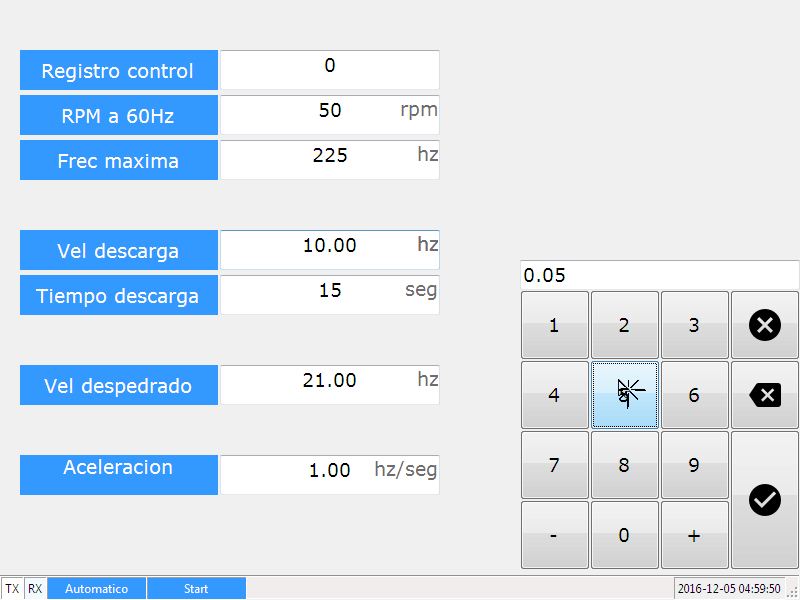 Registro control 0
RPM a 60Hz 50 rpm
Frec maxima 225 hz
Vel descarga 10.00 hz
Tiempo descarga 15 seg
Vel despedrado 21.00 hz
Aceleracion 1.00 hz/seg
0.05
1 2 3
4 6
7 8 9
- 0 +
TX RX Automatico Start 2016-12-05 04:59:50